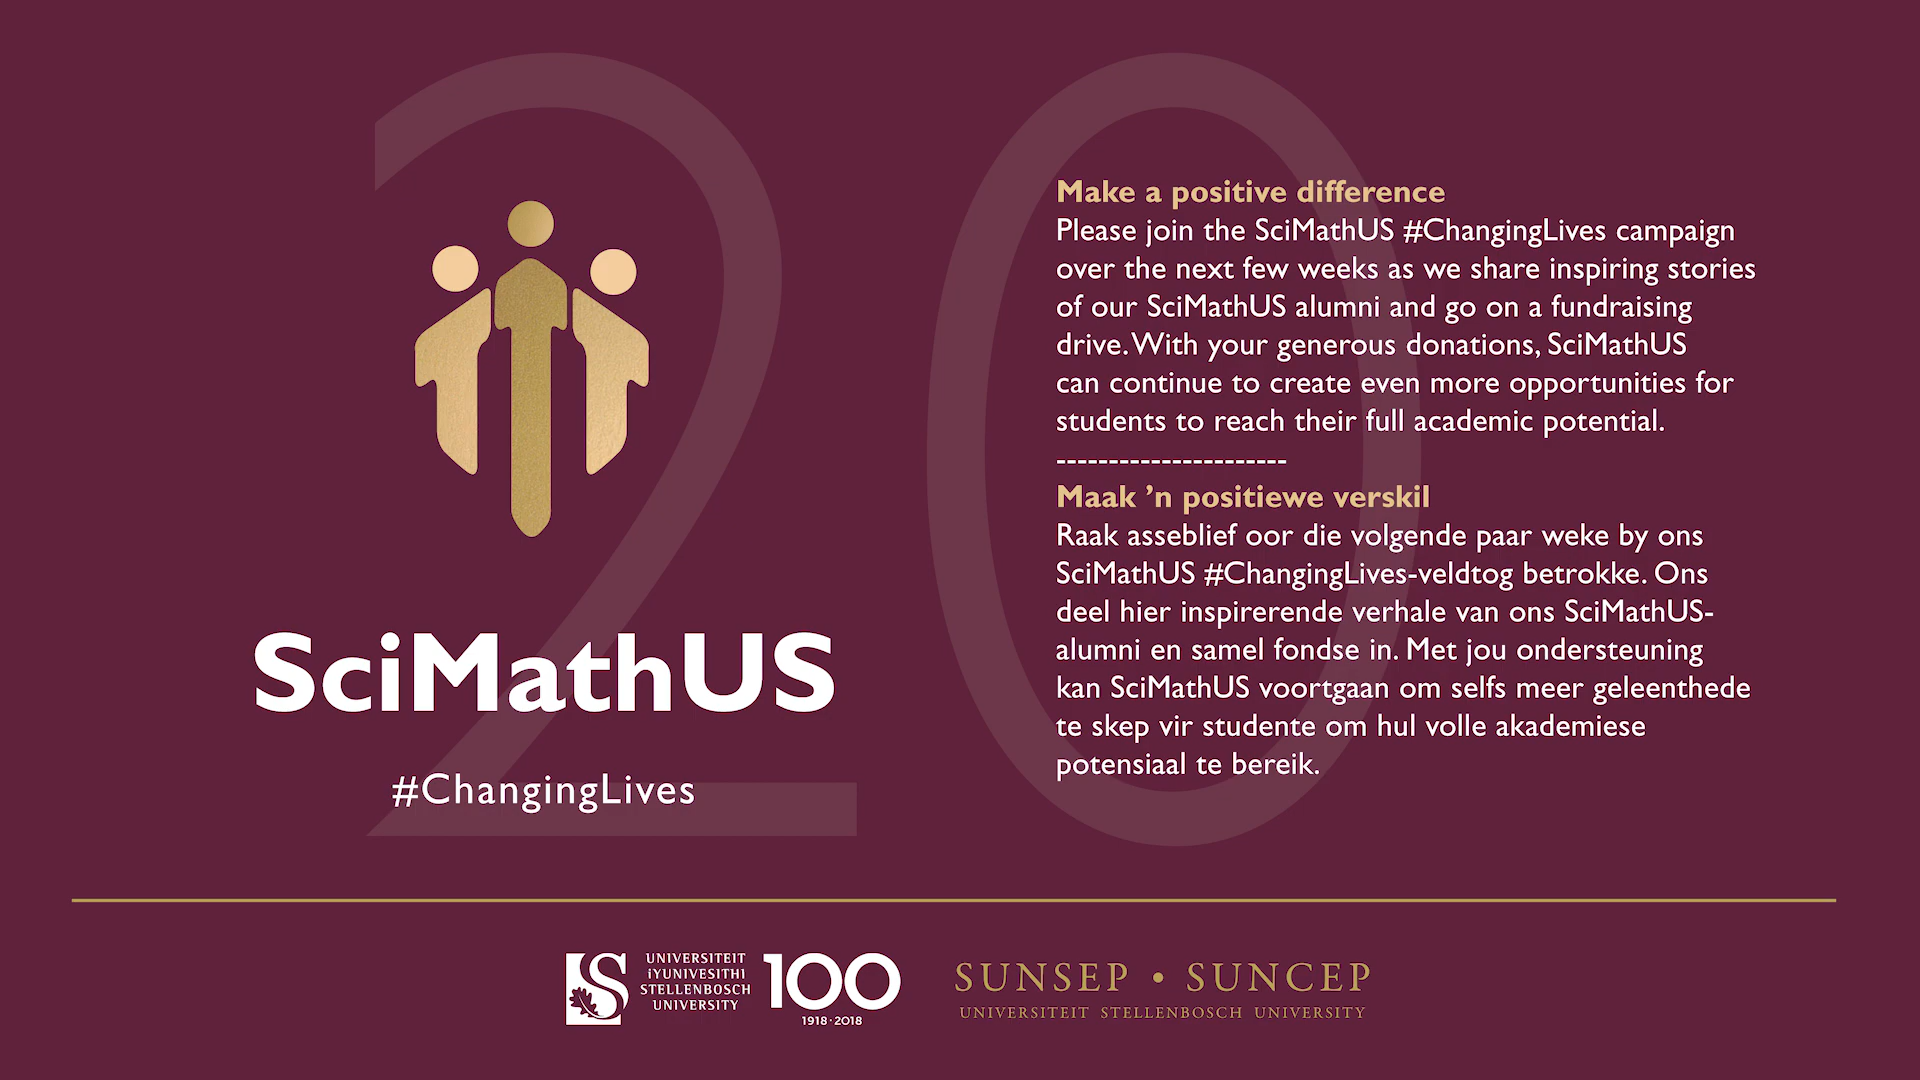 20
SciMathUS
#ChangingLives
Make a positive difference
Please join the SciMathUS #ChangingLives campaign
over the next few weeks as we share inspiring stories
of our SciMathUS alumni and go on a fundraising
drive. With your generous donations, SciMathUS
can continue to create even more opportunities for
students to reach their full academic potential.
----------------------
Maak ’n positiewe verskil
Raak asseblief oor die volgende paar weke by ons
SciMathUS #ChangingLives-veldtog betrokke. Ons
deel hier inspirerende verhale van ons SciMathUS-
alumni en samel fondse in. Met jou ondersteuning
kan SciMathUS voortgaan om selfs meer geleenthede
te skep vir studente om hul volle akademiese
potensiaal te bereik.
UNIVERSITEIT
iYUNIVESITHI
STELLENBOSCH
UNIVERSITY
100
1918·2018
SUNSEP • SUNCEP
UNIVERSITEIT STELLENBOSCH UNIVERSITY